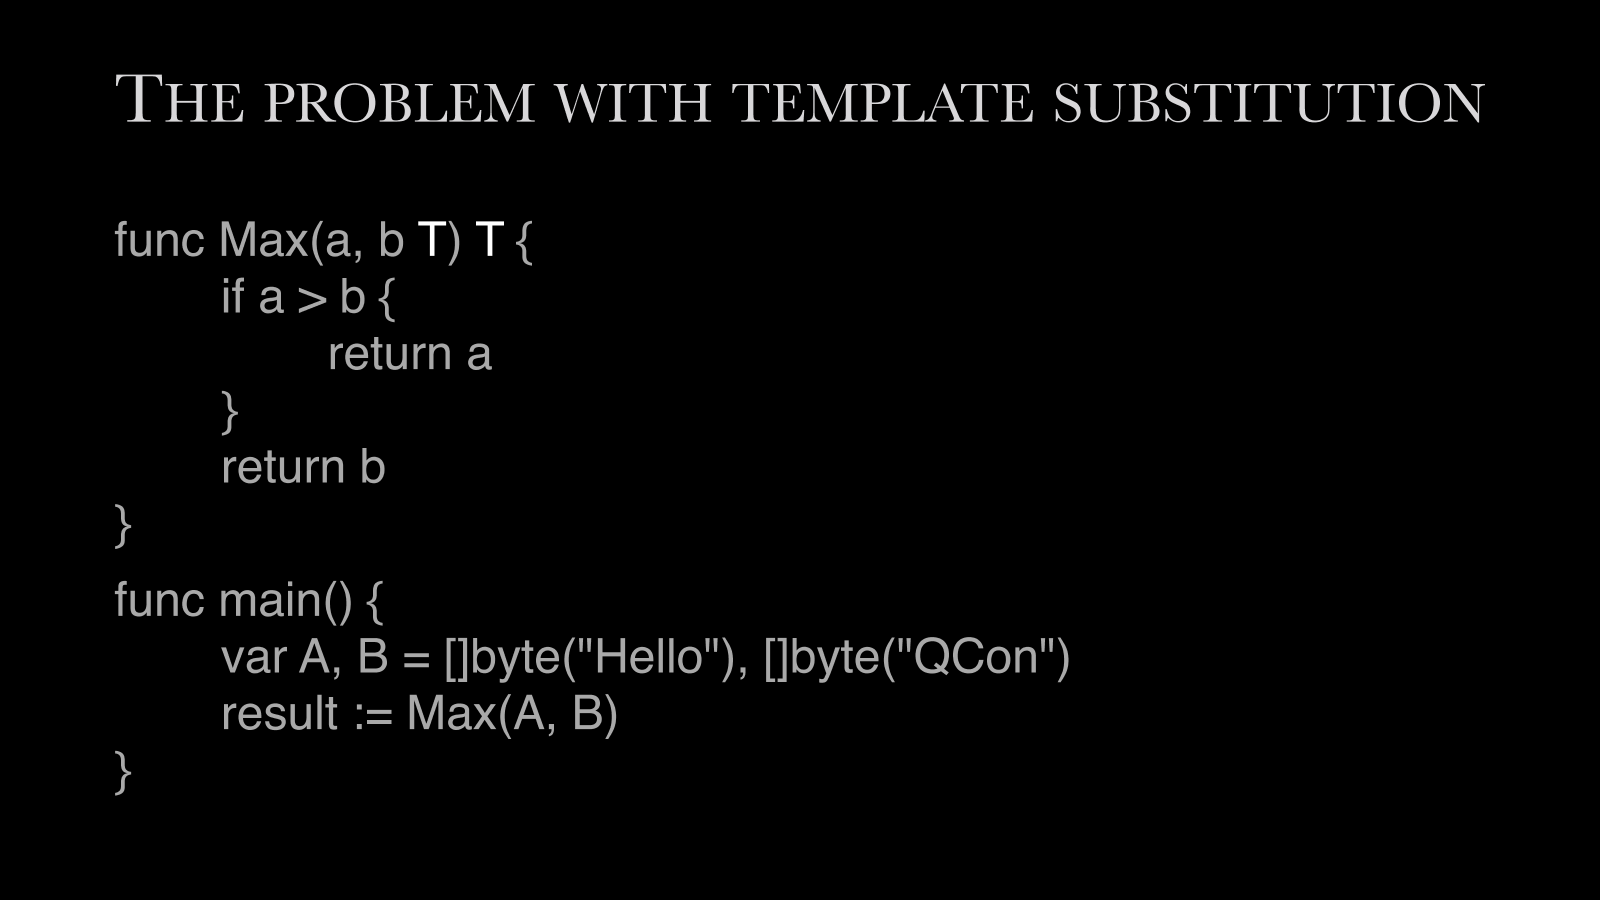 The problem with template substitution
func Max(a, b T) T {
if a > b {
return a
}
return b
}
func main() {
var A, B = []byte("Hello"), []byte("QCon")
result := Max(A, B)
}